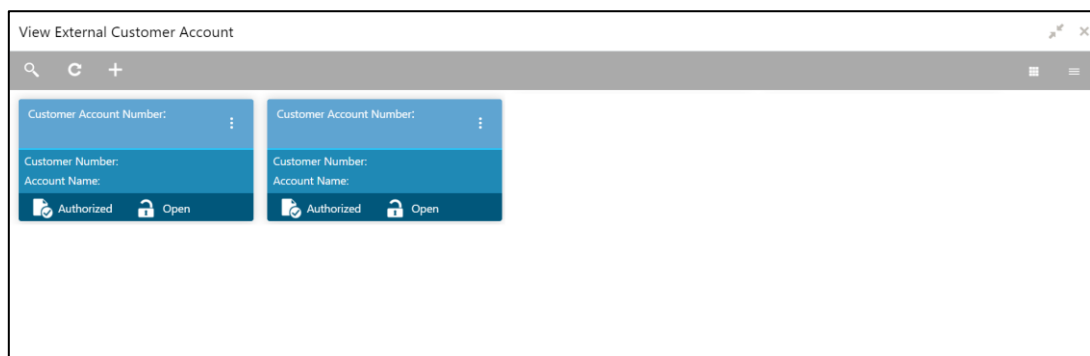 View External Customer Account
Customer Account Number:
Customer Number:
Account Name:
Authorized Open
Customer Account Number:
Customer Number:
Account Name:
Authorized Open